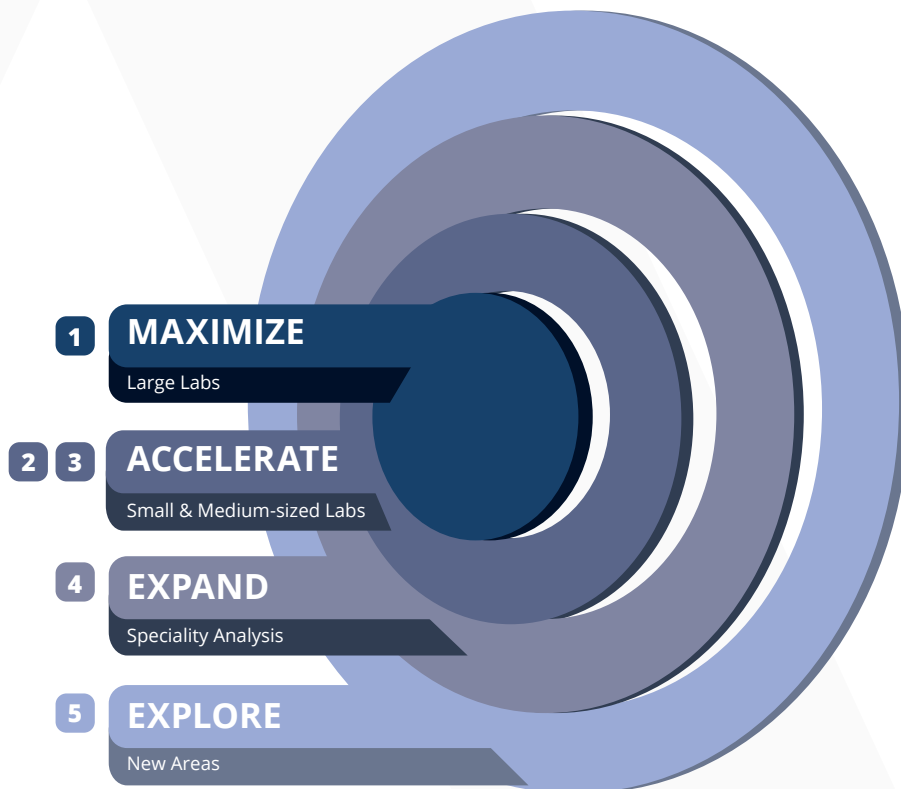 1
MAXIMIZE
Large Labs
2 3
ACCELERATE
Small & Medium-sized Labs
4
EXPAND
Speciality Analysis
5
EXPLORE
New Areas